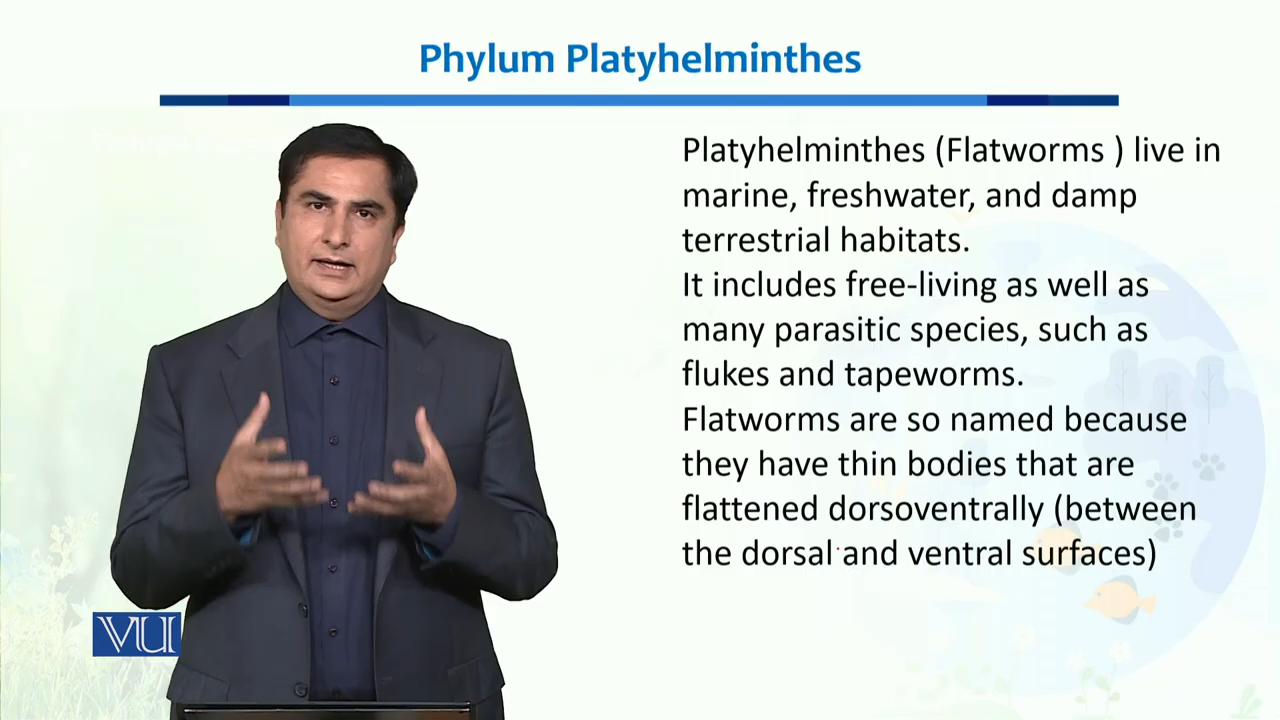 Phylum Platyhelminthes
Platyhelminthes (Flatworms ) live in
marine, freshwater, and damp
terrestrial habitats.
It includes free-living as well as
many parasitic species, such as
flukes and tapeworms.
Flatworms are so named because
they have thin bodies that are
flattened dorsoventrally (between
the dorsal and ventral surfaces)
VU